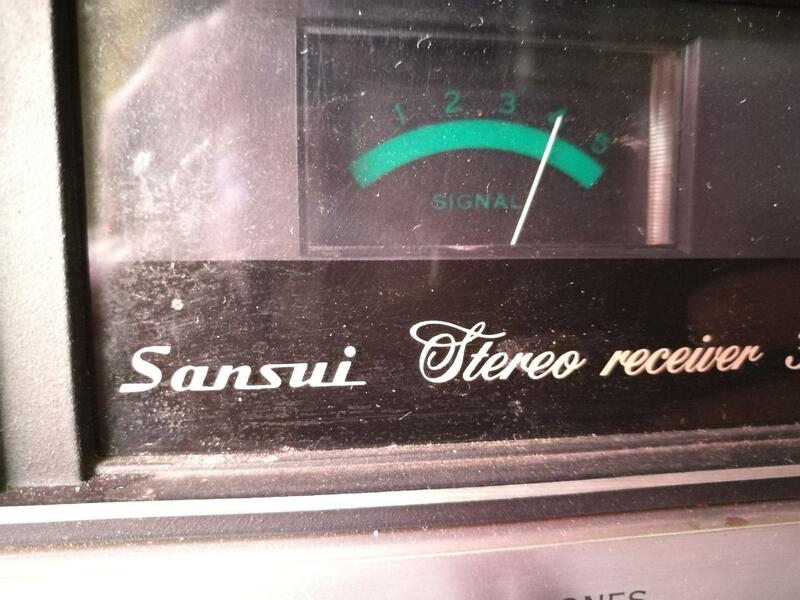 1 2 3 4 5
SIGNAL
Sansui Stereo receiver